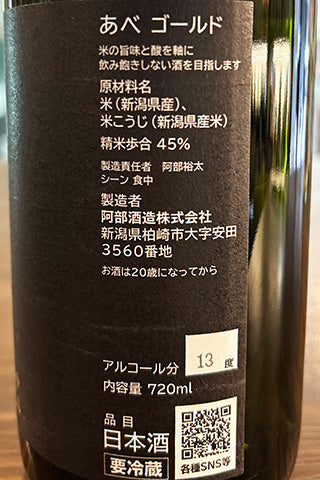 あべ ゴールド
米の旨味と酸を軸に
飲み飽きしない酒を目指します
原材料名
米（新潟県産）、
米こうじ（新潟県産米）
精米歩合 45%
製造責任者　阿部裕太
シーン 食中
製造者
阿部酒造株式会社
新潟県柏崎市大字安田
3560番地
お酒は20歳になってから
アルコール分 13 度
内容量 720ml
品目
日本酒
要冷蔵
各種SNS等